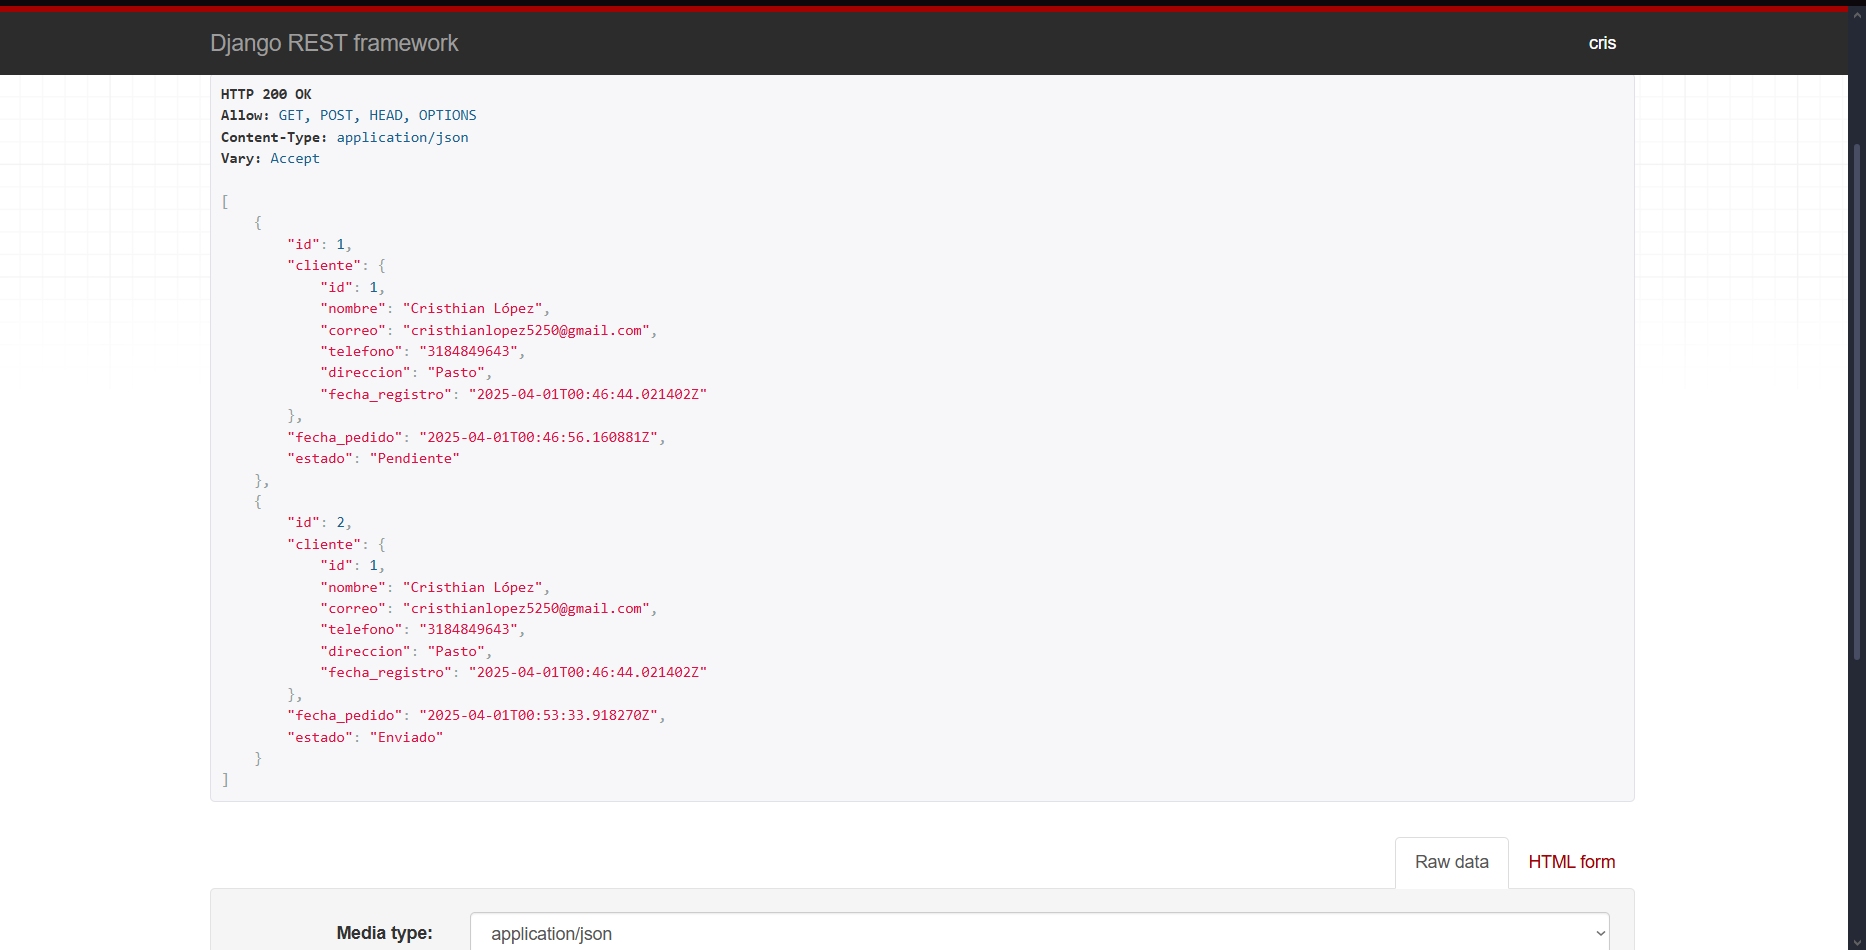 Django REST framework
cris
HTTP 200 OK
Allow: GET, POST, HEAD, OPTIONS
Content-Type: application/json
Vary: Accept
[
    {
        "id": 1,
        "cliente": {
            "id": 1,
            "nombre": "Cristhian López",
            "correo": "cristhianlopez5250@gmail.com",
            "telefono": "3184849643",
            "direccion": "Pasto",
            "fecha_registro": "2025-04-01T00:46:44.021402Z"
        },
        "fecha_pedido": "2025-04-01T00:46:56.160881Z",
        "estado": "Pendiente"
    },
    {
        "id": 2,
        "cliente": {
            "id": 1,
            "nombre": "Cristhian López",
            "correo": "cristhianlopez5250@gmail.com",
            "telefono": "3184849643",
            "direccion": "Pasto",
            "fecha_registro": "2025-04-01T00:46:44.021402Z"
        },
        "fecha_pedido": "2025-04-01T00:53:33.918270Z",
        "estado": "Enviado"
    }
]
Raw data
HTML form
Media type:
application/json